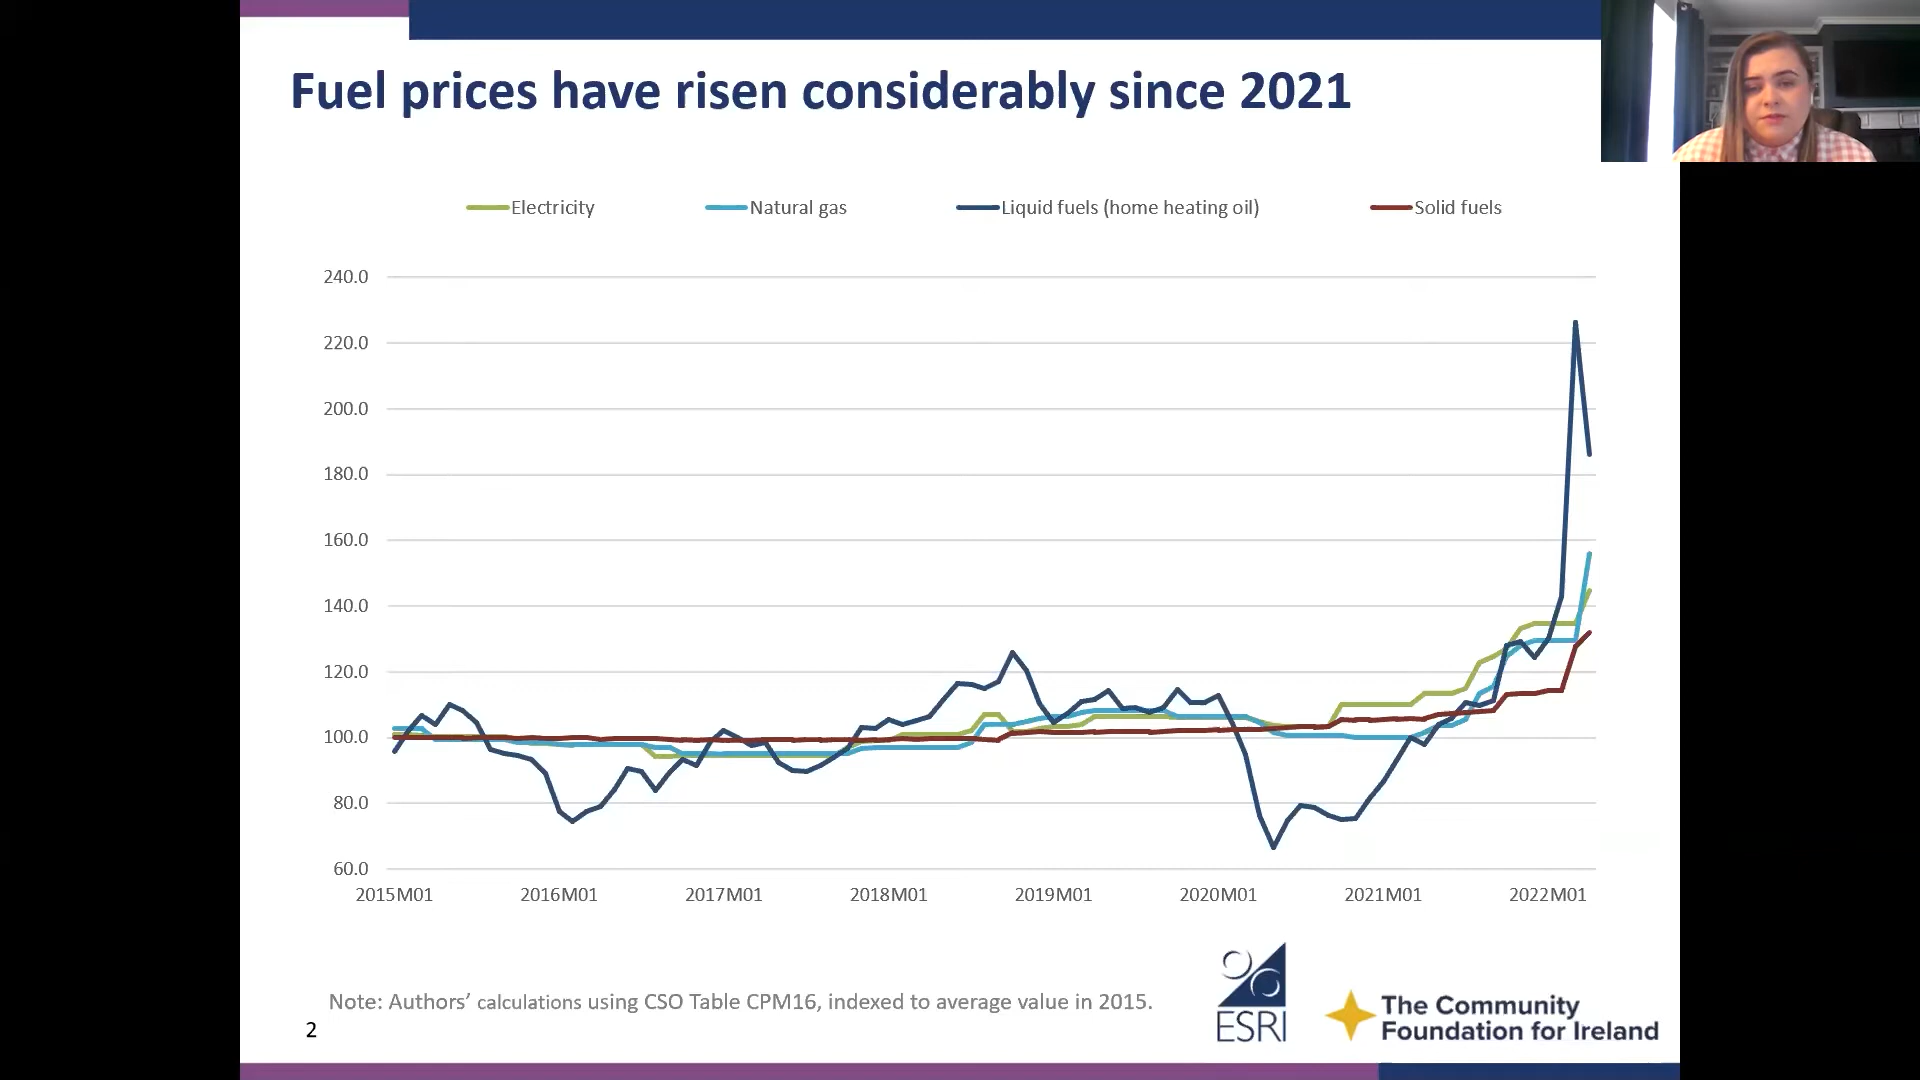 Fuel prices have risen considerably since 2021
Electricity
Natural gas
Liquid fuels (home heating oil)
Solid fuels
240.0
220.0
200.0
180.0
160.0
140.0
120.0
100.0
80.0
60.0
2015M01
2016M01
2017M01
2018M01
2019M01
2020M01
2021M01
2022M01
Note: Authors’ calculations using CSO Table CPM16, indexed to average value in 2015.
2
ESRI
The Community
Foundation for Ireland